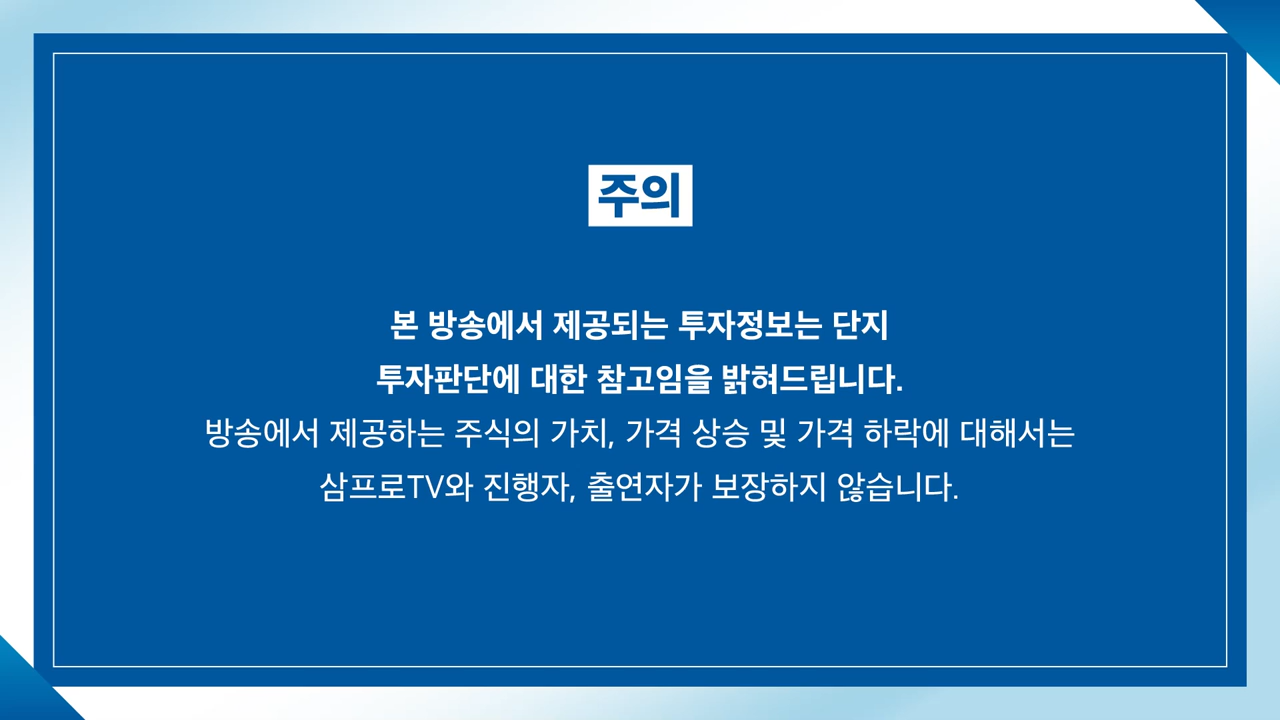 주의
본 방송에서 제공되는 투자정보는 단지
투자판단에 대한 참고임을 밝혀드립니다.
방송에서 제공하는 주식의 가치, 가격 상승 및 가격 하락에 대해서는
삼프로TV와 진행자, 출연자가 보장하지 않습니다.